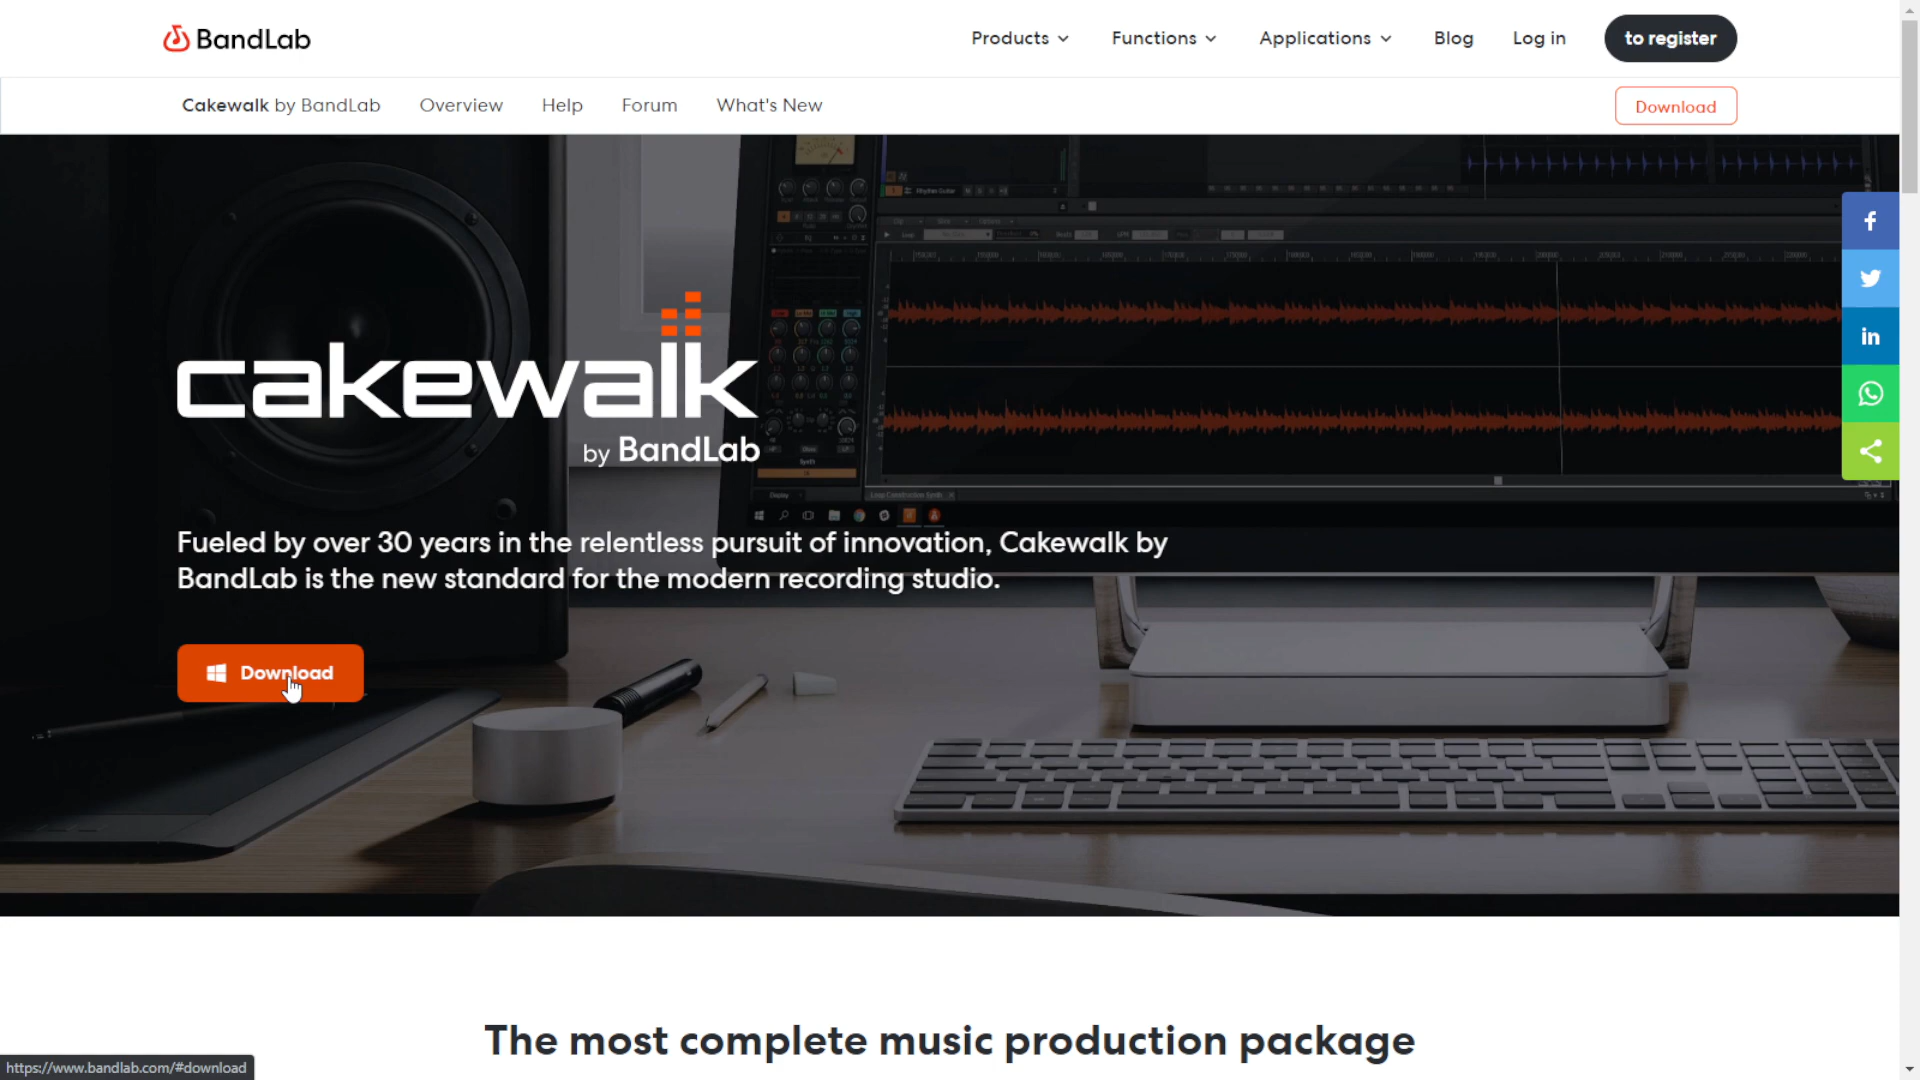 BandLab
Products
Functions
Applications
Blog
Log in
to register
Cakewalk by BandLab
Overview
Help
Forum
What's New
Download
cakewalk
by BandLab
Fueled by over 30 years in the relentless pursuit of innovation, Cakewalk by
BandLab is the new standard for the modern recording studio.
Download
The most complete music production package
https://www.bandlab.com/#download